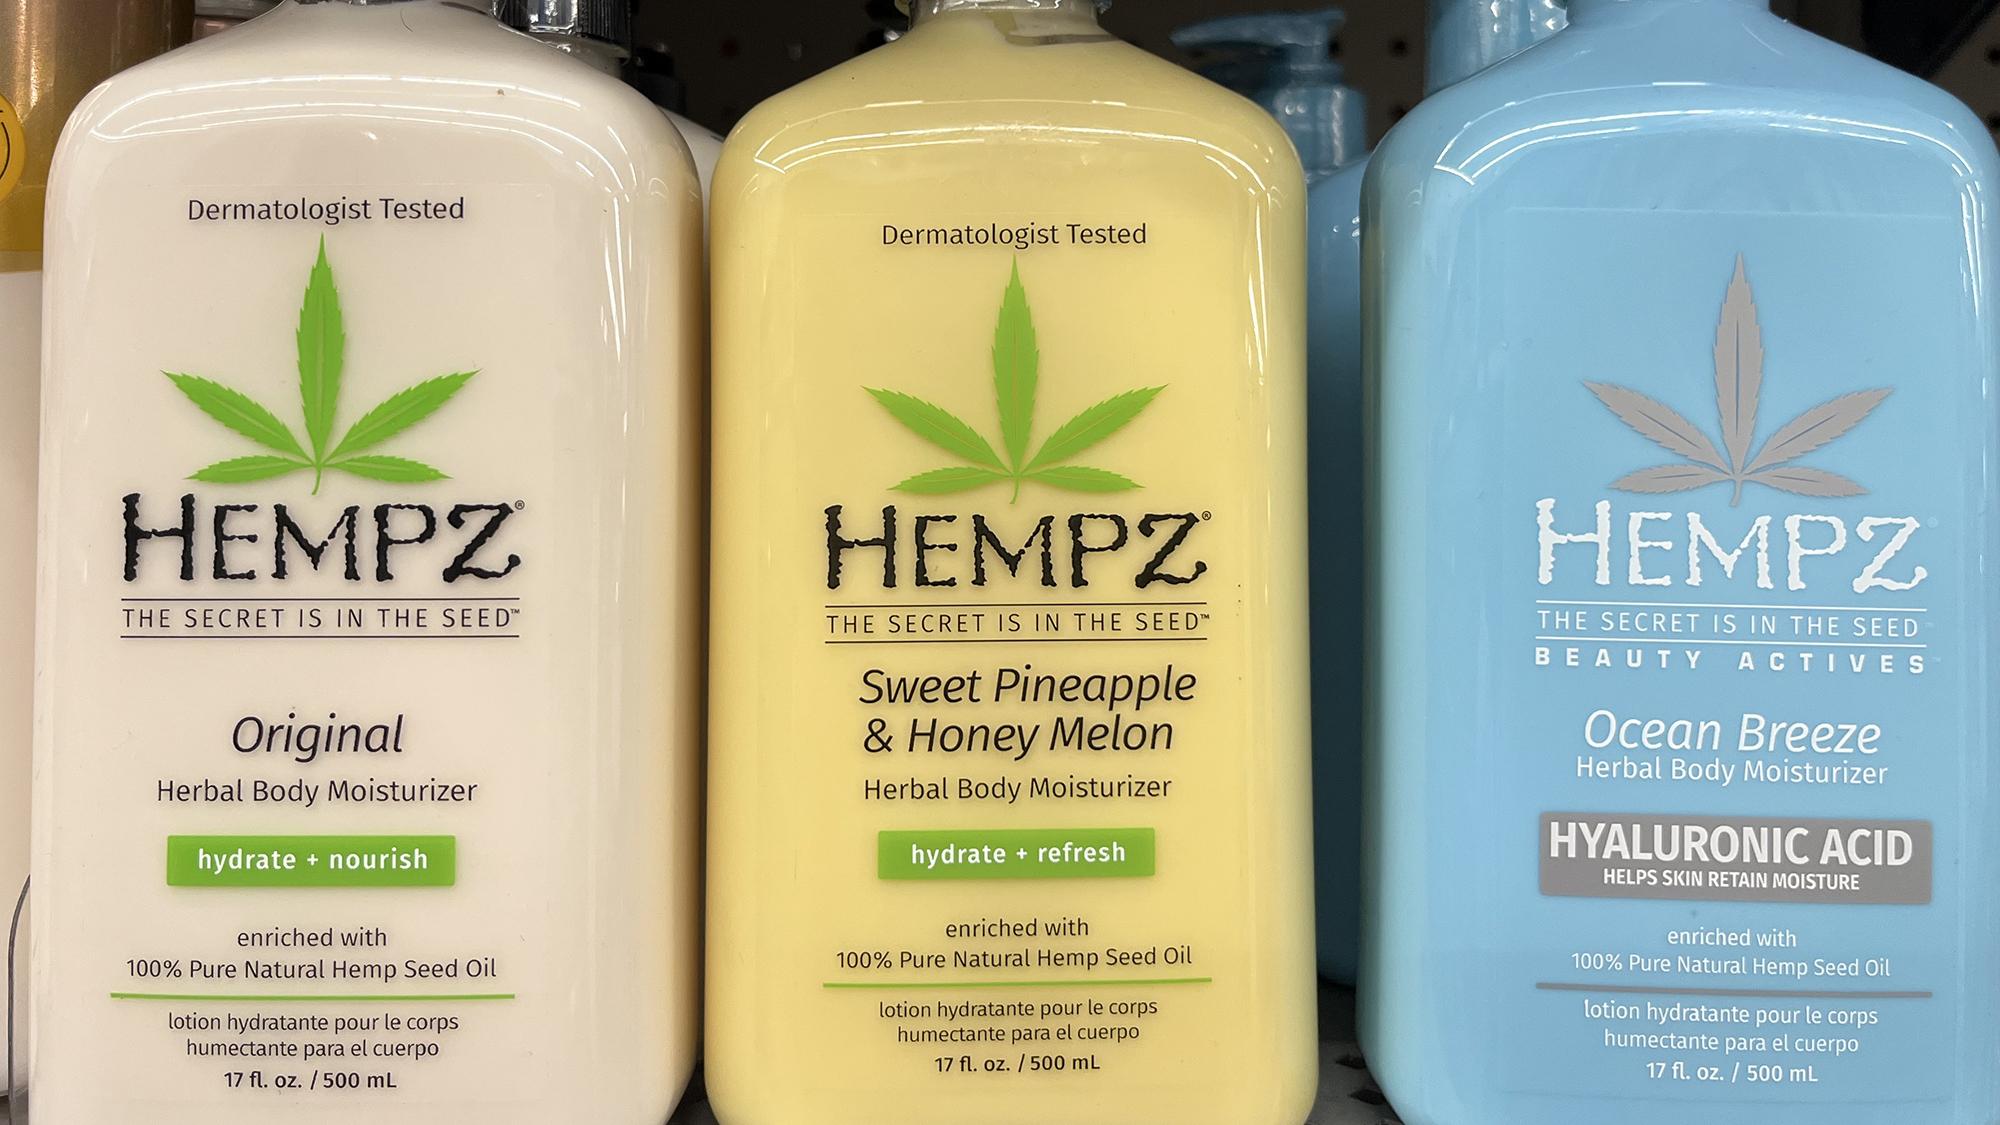 Dermatologist Tested
HEMPZ®
THE SECRET IS IN THE SEED™
Original
Herbal Body Moisturizer
hydrate + nourish
enriched with
100% Pure Natural Hemp Seed Oil
lotion hydratante pour le corps
humectante para el cuerpo
17 fl. oz. / 500 mL
Dermatologist Tested
HEMPZ®
THE SECRET IS IN THE SEED™
Sweet Pineapple
& Honey Melon
Herbal Body Moisturizer
hydrate + refresh
enriched with
100% Pure Natural Hemp Seed Oil
lotion hydratante pour le corps
humectante para el cuerpo
17 fl. oz. / 500 mL
HEMPZ
THE SECRET IS IN THE SEED
BEAUTY ACTIVES
Ocean Breeze
Herbal Body Moisturizer
HYALURONIC ACID
HELPS SKIN RETAIN MOISTURE
enriched with
100% Pure Natural Hemp Seed Oil
lotion hydratante pour le corps
humectante para el cuerpo
17 fl. oz. / 500 mL